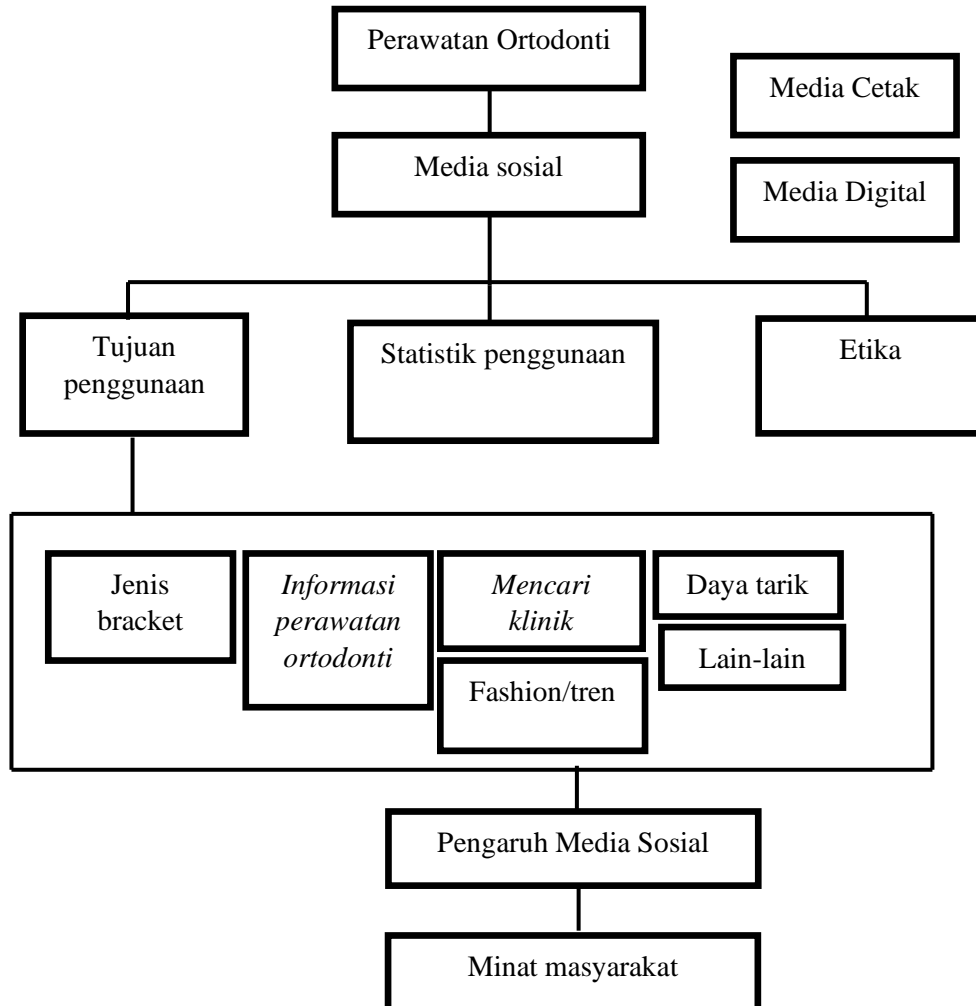 Perawatan Ortodonti
Media Cetak
Media sosial
Media Digital
Tujuan
penggunaan
Statistik penggunaan
Etika
Jenis
bracket
Informasi
perawatan
ortodonti
Mencari
klinik
Fashion/tren
Daya tarik
Lain-lain
Pengaruh Media Sosial
Minat masyarakat